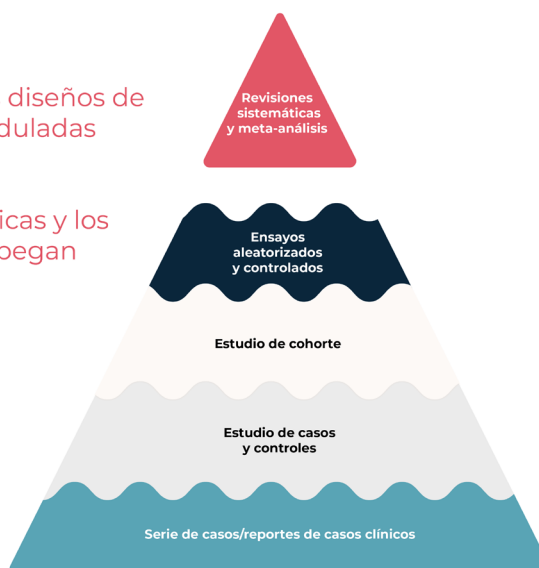 diseños de
duladas
icas y los
pegan
Revisiones
sistemáticas
y meta-análisis
Ensayos
aleatorizados
y controlados
Estudio de cohorte
Estudio de casos
y controles
Serie de casos/reportes de casos clínicos